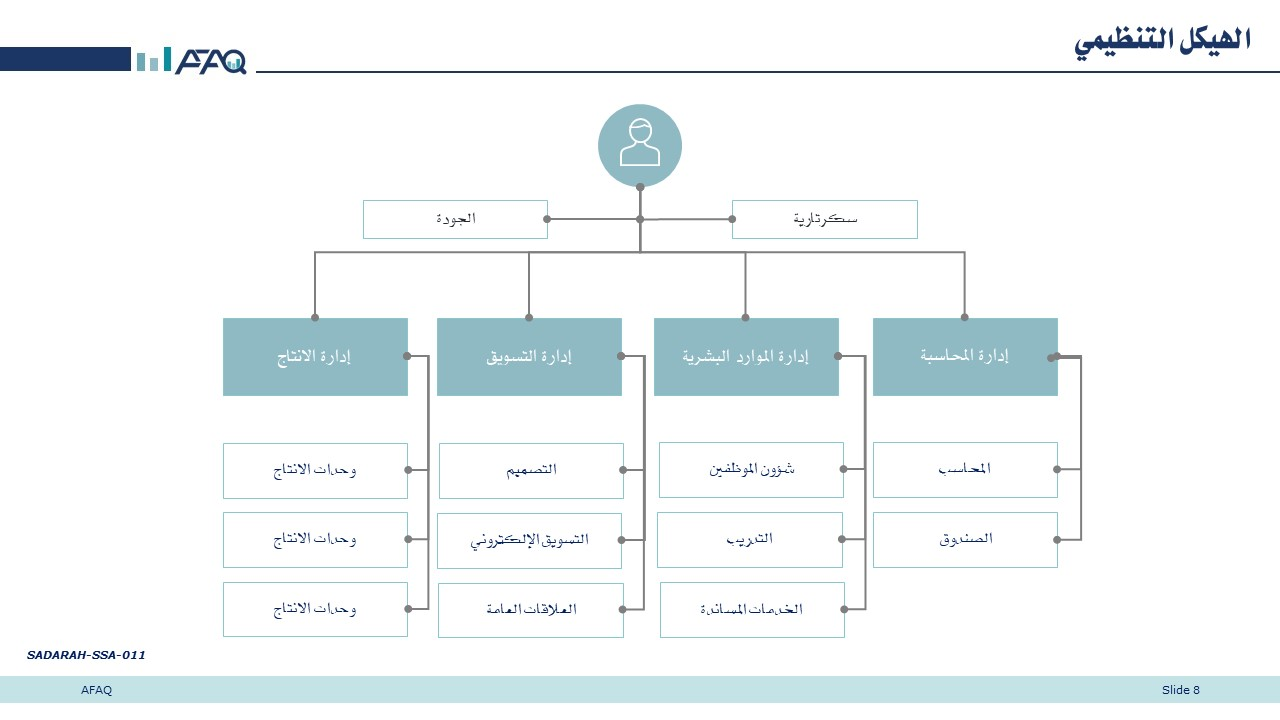 الهيكل التنظيمي
AFAQ
سكرتارية
الجودة
إدارة المحاسبة
إدارة الموارد البشرية
إدارة التسويق
إدارة الانتاج
المحاسب
شؤون الموظفين
التصميم
وحدات الانتاج
الصندوق
التدريب
التسويق الإلكتروني
وحدات الانتاج
الخدمات المساندة
العلاقات العامة
وحدات الانتاج
SADARAH-SSA-011
AFAQ
Slide 8